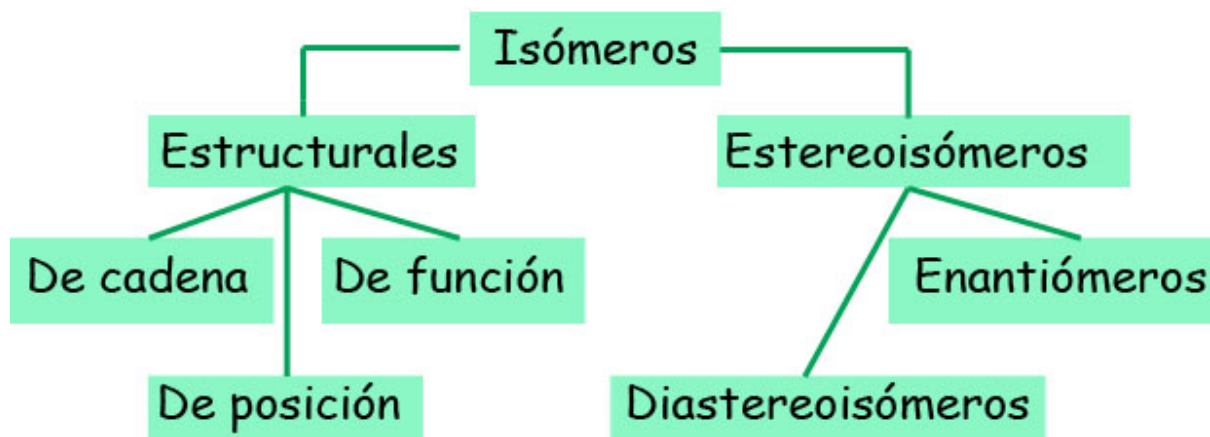 Isómeros
Estructurales
Estereoisómeros
De cadena
De función
Enantiómeros
De posición
Diastereoisómeros